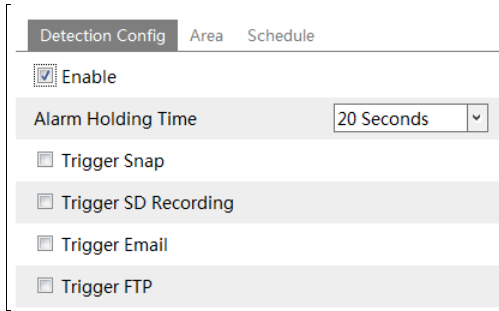 Detection Config Area Schedule
Enable
Alarm Holding Time 20 Seconds
Trigger Snap
Trigger SD Recording
Trigger Email
Trigger FTP